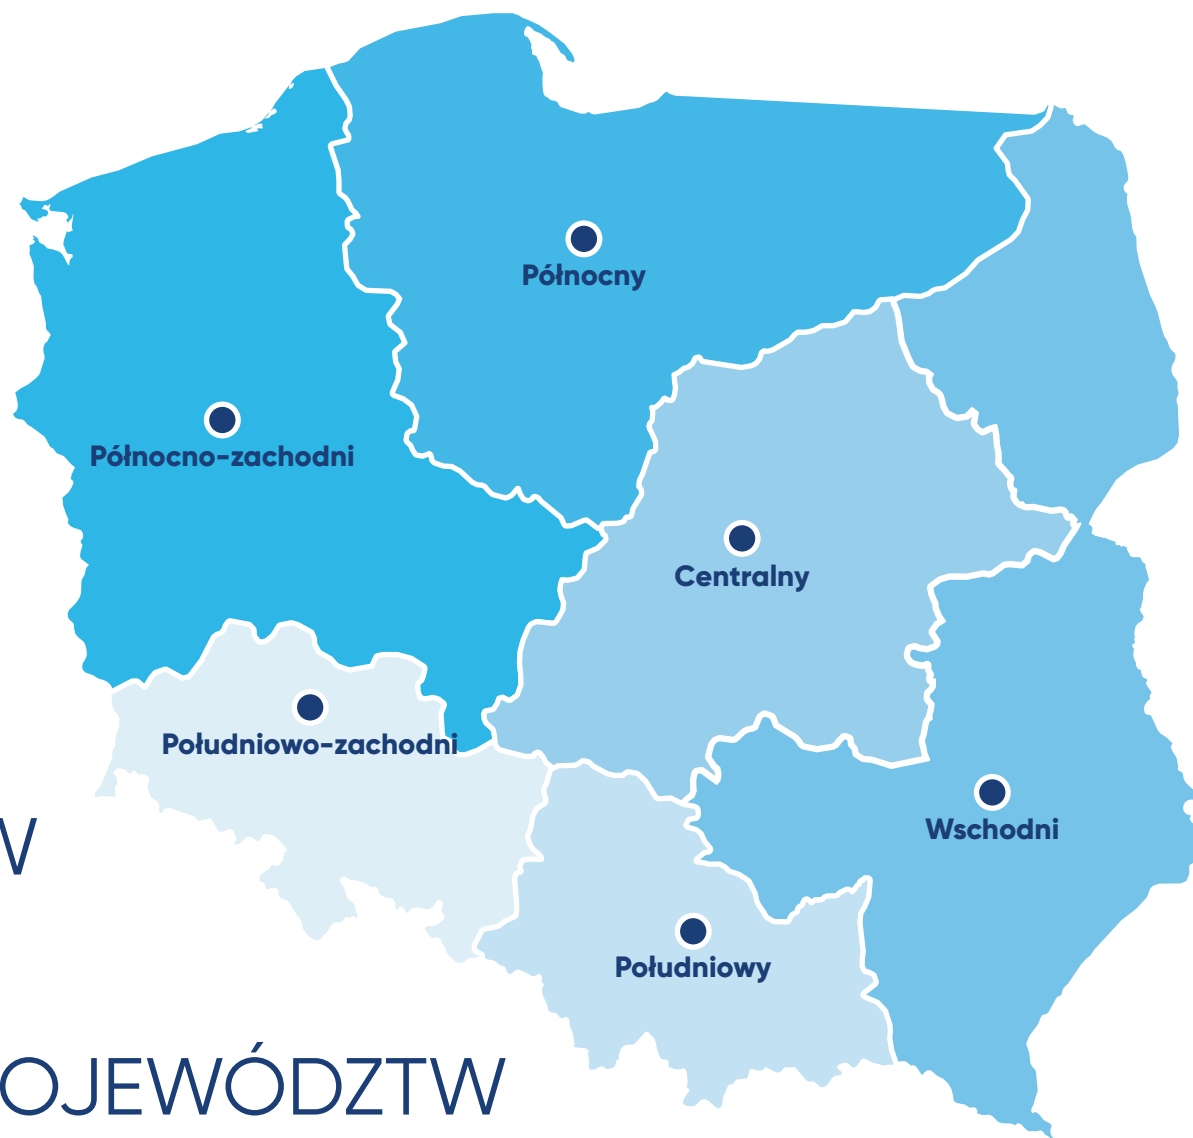 Północny
Północno-zachodni
Centralny
Południowo-zachodni
Wschodni
Południowy
OJEWÓDZTW